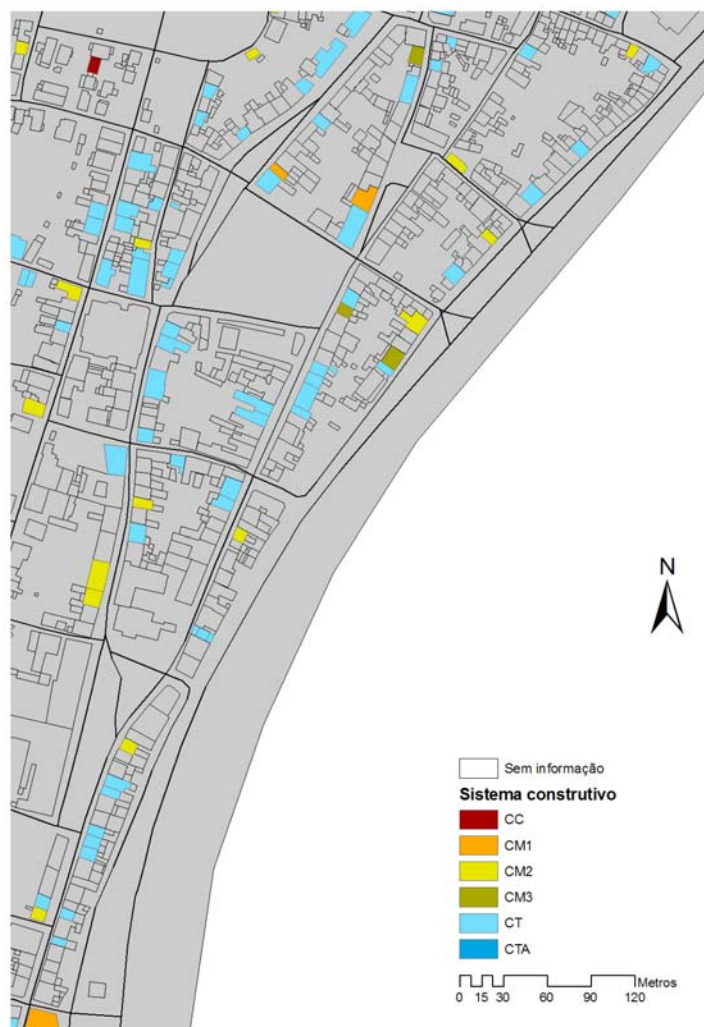 N
Sem informação
Sistema construtivo
CC
CM1
CM2
CM3
CT
CTA
Metros
0 15 30 60 90 120